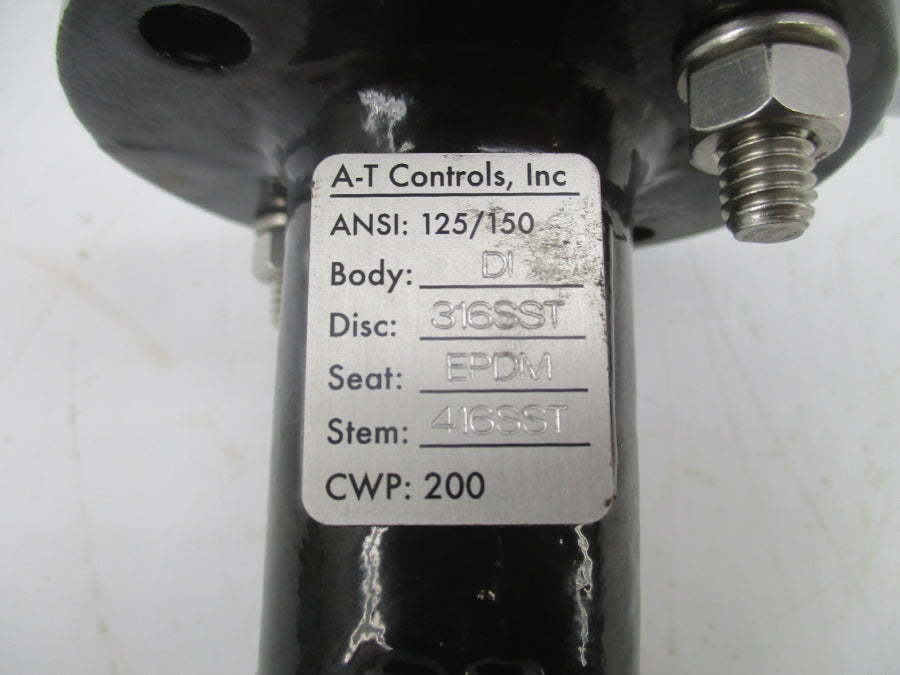 A-T Controls, Inc
ANSI: 125/150
Body: DI
Disc: 316SST
Seat: EPDM
Stem: 416SST
CWP: 200